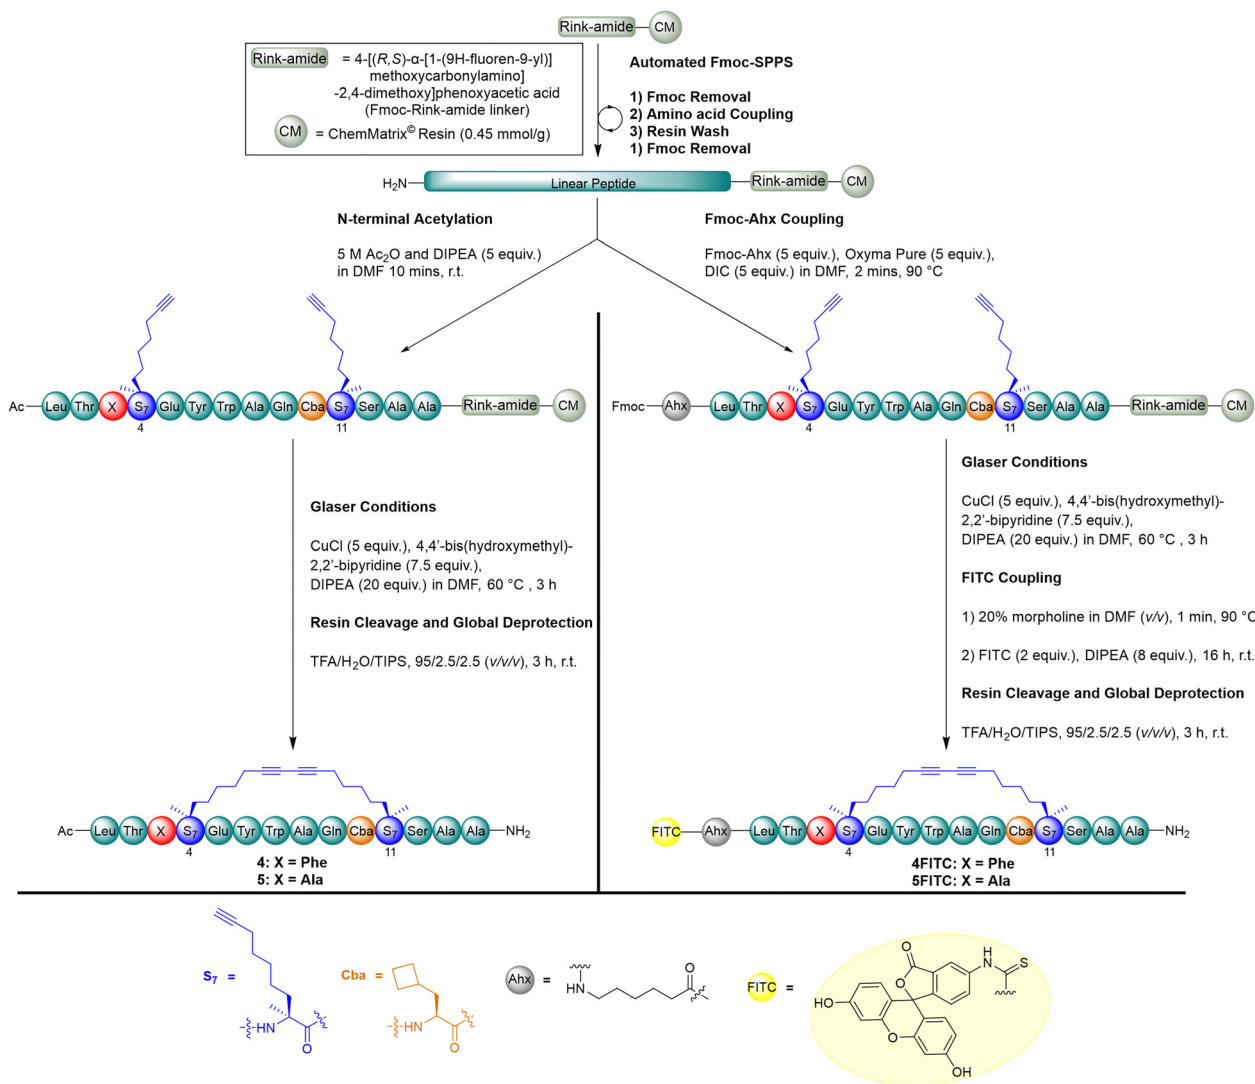 Rink-amide CM
Rink-amide = 4-[(R,S)-α-[1-(9H-fluoren-9-yl)]
methoxycarbonylamino]
-2,4-dimethoxy]phenoxyacetic acid
(Fmoc-Rink-amide linker)
CM = ChemMatrix© Resin (0.45 mmol/g)
Automated Fmoc-SPPS
1) Fmoc Removal
2) Amino acid Coupling
3) Resin Wash
1) Fmoc Removal
H2N Linear Peptide Rink-amide CM
N-terminal Acetylation
5 M Ac2O and DIPEA (5 equiv.)
in DMF 10 mins, r.t.
Fmoc-Ahx Coupling
Fmoc-Ahx (5 equiv.), Oxyma Pure (5 equiv.),
DIC (5 equiv.) in DMF, 2 mins, 90 °C
Ac Leu Thr X S7 Glu Tyr Trp Ala Gln Cba S7 Ser Ala Ala Rink-amide CM
4 11
Fmoc Ahx Leu Thr X S7 Glu Tyr Trp Ala Gln Cba S7 Ser Ala Ala Rink-amide CM
4 11
Glaser Conditions
CuCl (5 equiv.), 4,4'-bis(hydroxymethyl)-
2,2'-bipyridine (7.5 equiv.),
DIPEA (20 equiv.) in DMF, 60 °C , 3 h
Resin Cleavage and Global Deprotection
TFA/H2O/TIPS, 95/2.5/2.5 (v/v/v), 3 h, r.t.
Glaser Conditions
CuCl (5 equiv.), 4,4'-bis(hydroxymethyl)-
2,2'-bipyridine (7.5 equiv.),
DIPEA (20 equiv.) in DMF, 60 °C , 3 h
FITC Coupling
1) 20% morpholine in DMF (v/v), 1 min, 90 °C
2) FITC (2 equiv.), DIPEA (8 equiv.), 16 h, r.t.
Resin Cleavage and Global Deprotection
TFA/H2O/TIPS, 95/2.5/2.5 (v/v/v), 3 h, r.t.
Ac Leu Thr X S7 Glu Tyr Trp Ala Gln Cba S7 Ser Ala Ala NH2
4 11
4: X = Phe
5: X = Ala
FITC Ahx Leu Thr X S7 Glu Tyr Trp Ala Gln Cba S7 Ser Ala Ala NH2
4 11
4FITC: X = Phe
5FITC: X = Ala
S7 =
HN
O
Cba =
HN
O
Ahx =
HN
O
FITC =
O
O
H
N
S
HO
O
OH